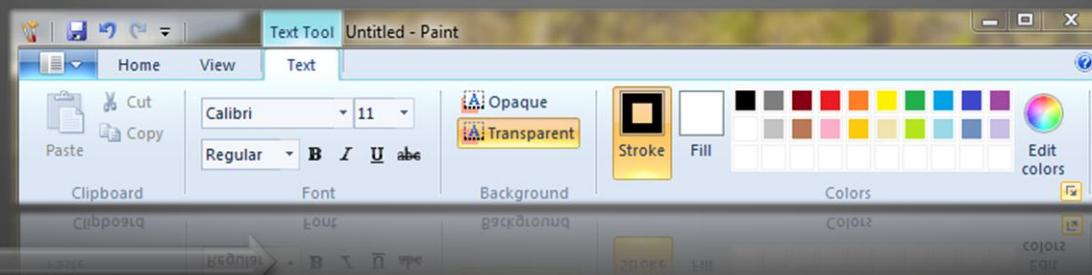 Text Tool Untitled - Paint
Home View Text
Cut
Copy
Paste
Clipboard
Calibri 11
Regular B I U abc
Font
Opaque
Transparent
Background
Stroke
Fill
Edit
colors
Colors